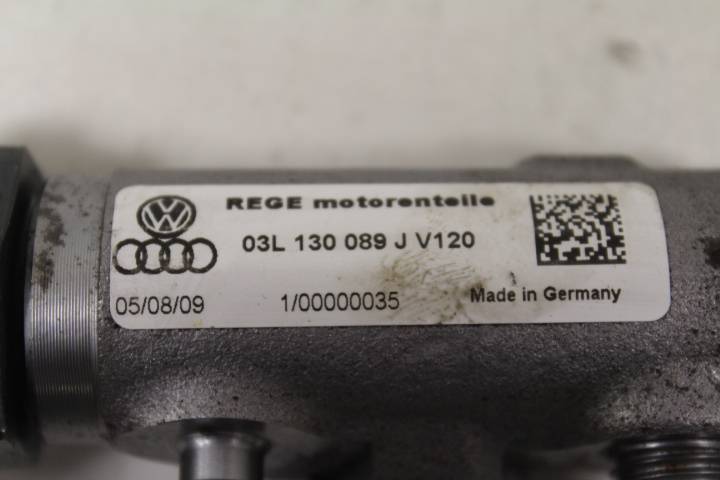 REGE motorenteile
03L 130 089 J V120
05/08/09 1/00000035 Made in Germany